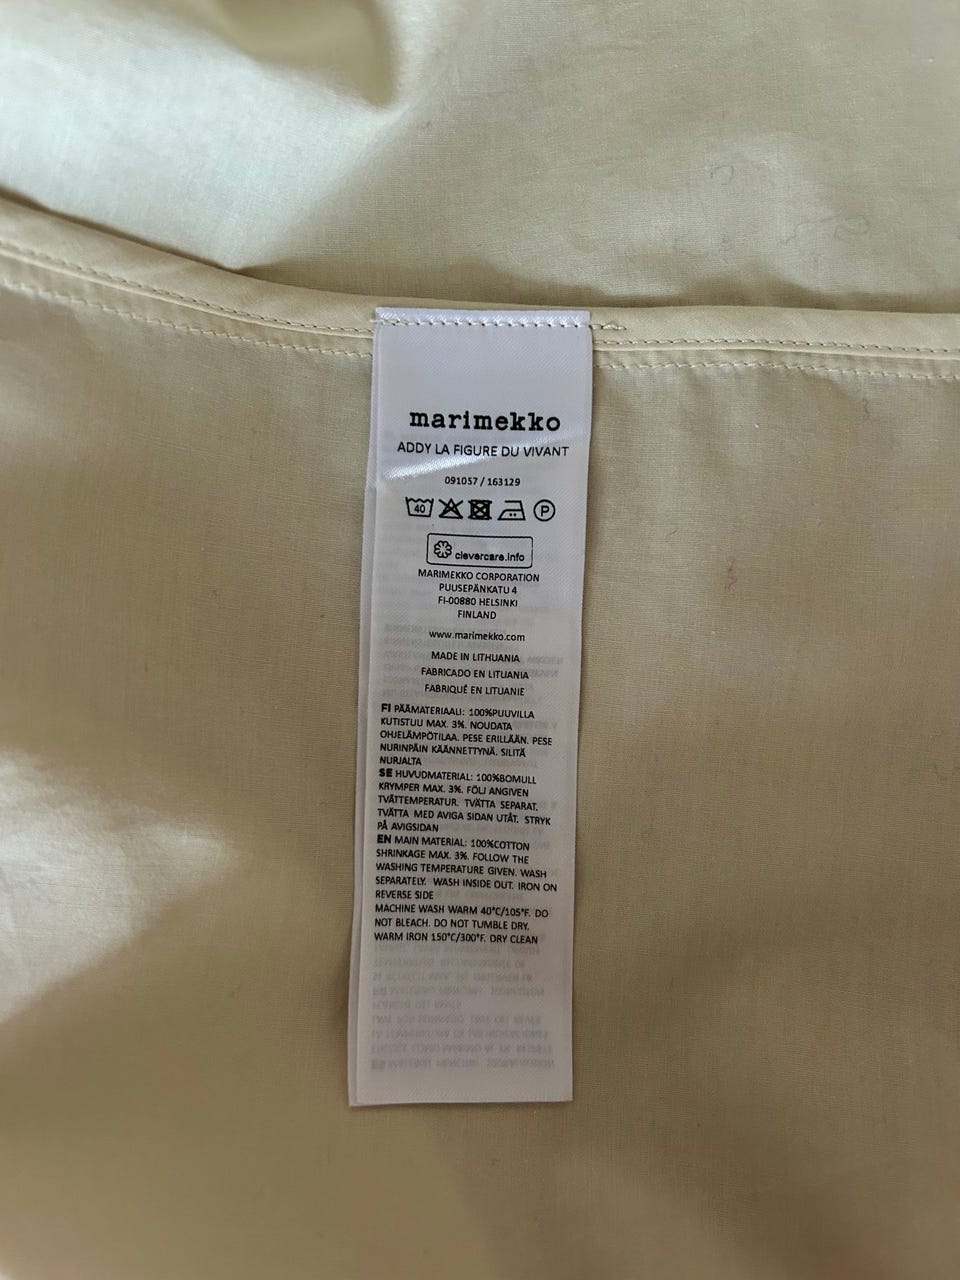 marimekko
ADDY LA FIGURE DU VIVANT
091057 / 163129
40 P
clevercare.info
MARIMEKKO CORPORATION
PUUSEPÄNKATU 4
FI-00880 HELSINKI
FINLAND
www.marimekko.com
MADE IN LITHUANIA
FABRICADO EN LITUANIA
FABRIQUÉ EN LITUANIE
FI PÄÄMATERIAALI: 100%PUUVILLA
KUTISTUU MAX. 3%. NOUDATA
OHJELÄMPÖTILAA. PESE ERILLÄÄN. PESE
NURINPÄIN KÄÄNNETTYNÄ. SILITÄ
NURJALTA
SE HUVUDMATERIAL: 100%BOMULL
KRYMPER MAX. 3%. FÖLJ ANGIVEN
TVÄTTEMPERATUR. TVÄTTA SEPARAT.
TVÄTTA MED AVIGA SIDAN UTÅT. STRYK
PÅ AVIGSIDAN
EN MAIN MATERIAL: 100%COTTON
SHRINKAGE MAX. 3%. FOLLOW THE
WASHING TEMPERATURE GIVEN. WASH
SEPARATELY. WASH INSIDE OUT. IRON ON
REVERSE SIDE
MACHINE WASH WARM 40°C/105°F. DO
NOT BLEACH. DO NOT TUMBLE DRY.
WARM IRON 150°C/300°F. DRY CLEAN